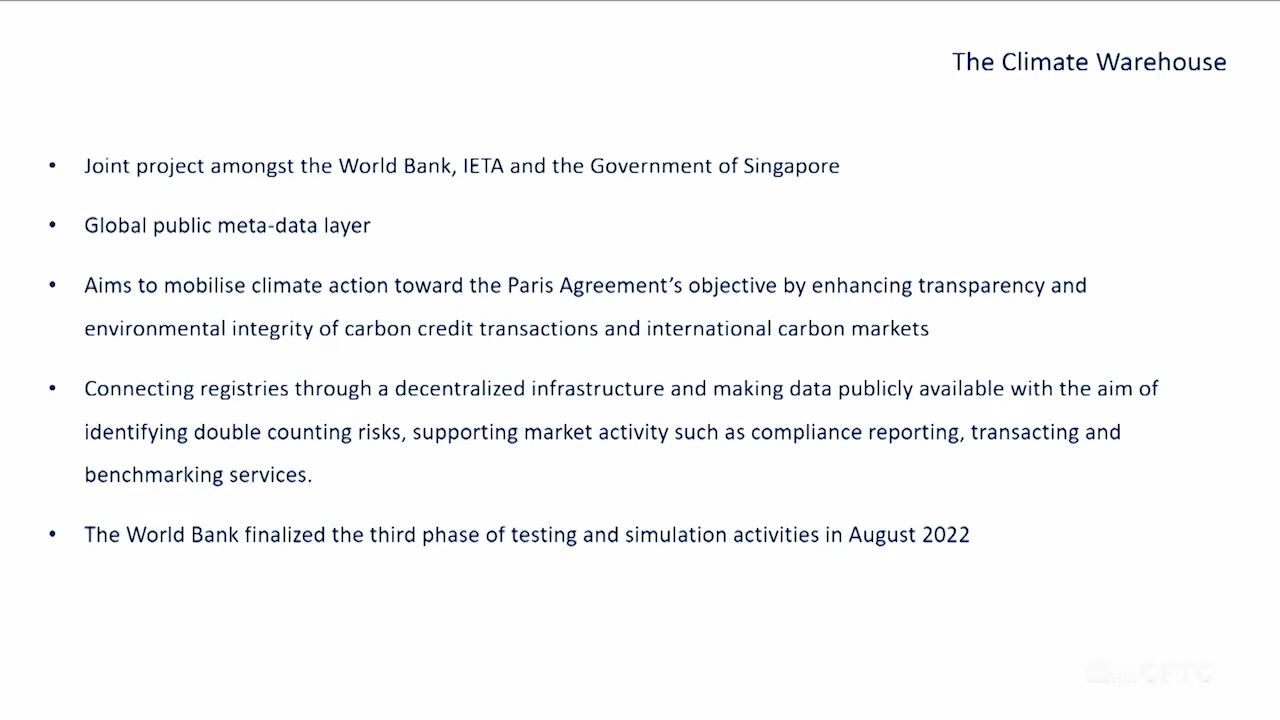 The Climate Warehouse
• Joint project amongst the World Bank, IETA and the Government of Singapore
• Global public meta-data layer
• Aims to mobilise climate action toward the Paris Agreement's objective by enhancing transparency and
environmental integrity of carbon credit transactions and international carbon markets
• Connecting registries through a decentralized infrastructure and making data publicly available with the aim of
identifying double counting risks, supporting market activity such as compliance reporting, transacting and
benchmarking services.
• The World Bank finalized the third phase of testing and simulation activities in August 2022
CFTC